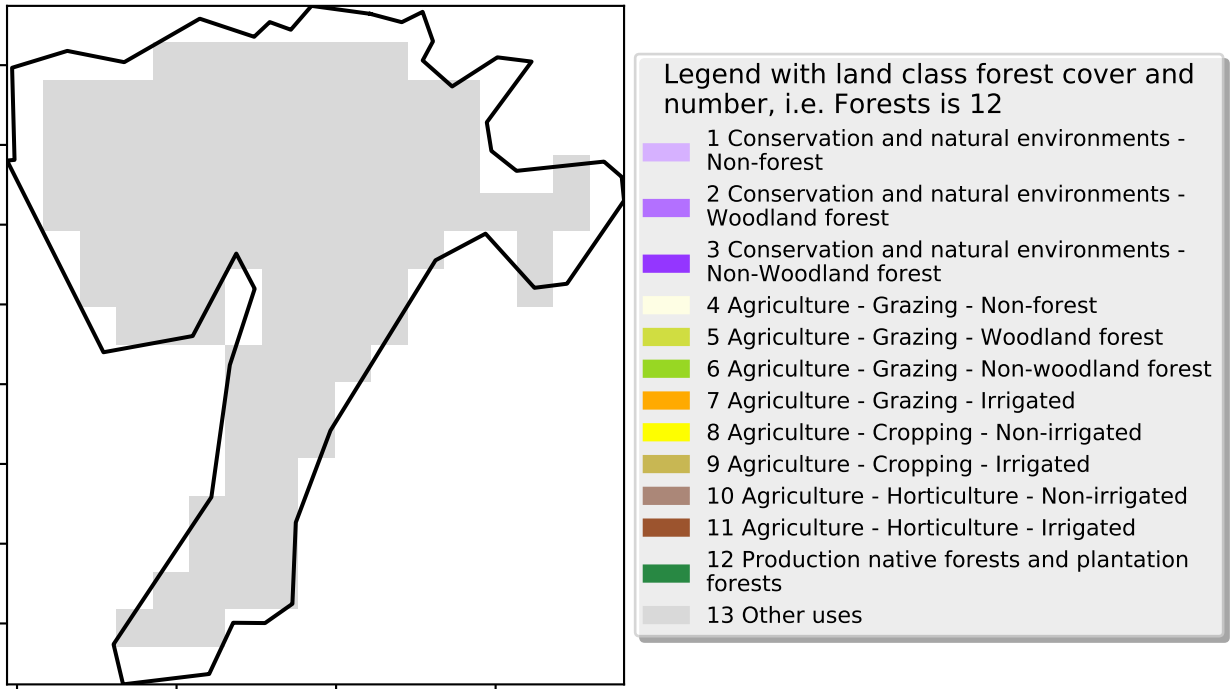 Legend with land class forest cover and
number, i.e. Forests is 12
1 Conservation and natural environments -
Non-forest
2 Conservation and natural environments -
Woodland forest
3 Conservation and natural environments -
Non-Woodland forest
4 Agriculture - Grazing - Non-forest
5 Agriculture - Grazing - Woodland forest
6 Agriculture - Grazing - Non-woodland forest
7 Agriculture - Grazing - Irrigated
8 Agriculture - Cropping - Non-irrigated
9 Agriculture - Cropping - Irrigated
10 Agriculture - Horticulture - Non-irrigated
11 Agriculture - Horticulture - Irrigated
12 Production native forests and plantation
forests
13 Other uses